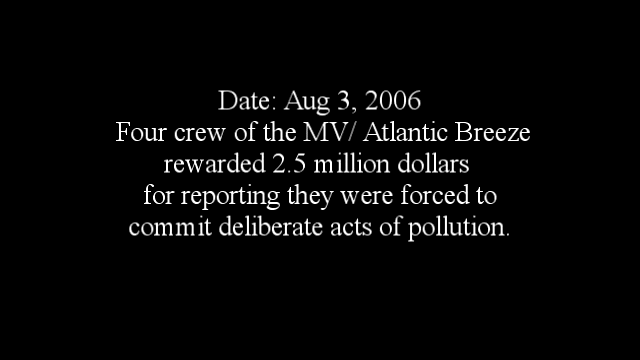 Date: Aug 3, 2006
Four crew of the MV/ Atlantic Breeze
rewarded 2.5 million dollars
for reporting they were forced to
commit deliberate acts of pollution.